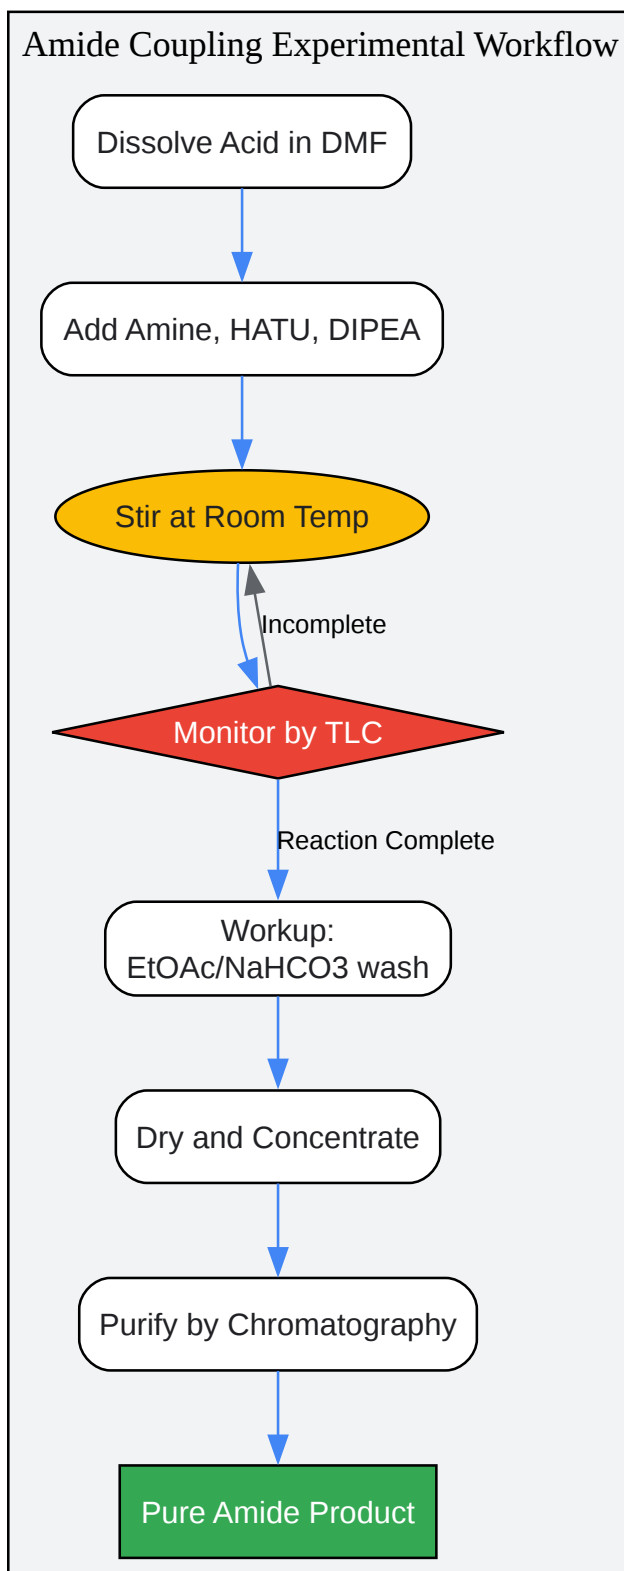 Amide Coupling Experimental Workflow
Dissolve Acid in DMF
Add Amine, HATU, DIPEA
Stir at Room Temp
Incomplete
Monitor by TLC
Reaction Complete
Workup:
EtOAc/NaHCO3 wash
Dry and Concentrate
Purify by Chromatography
Pure Amide Product